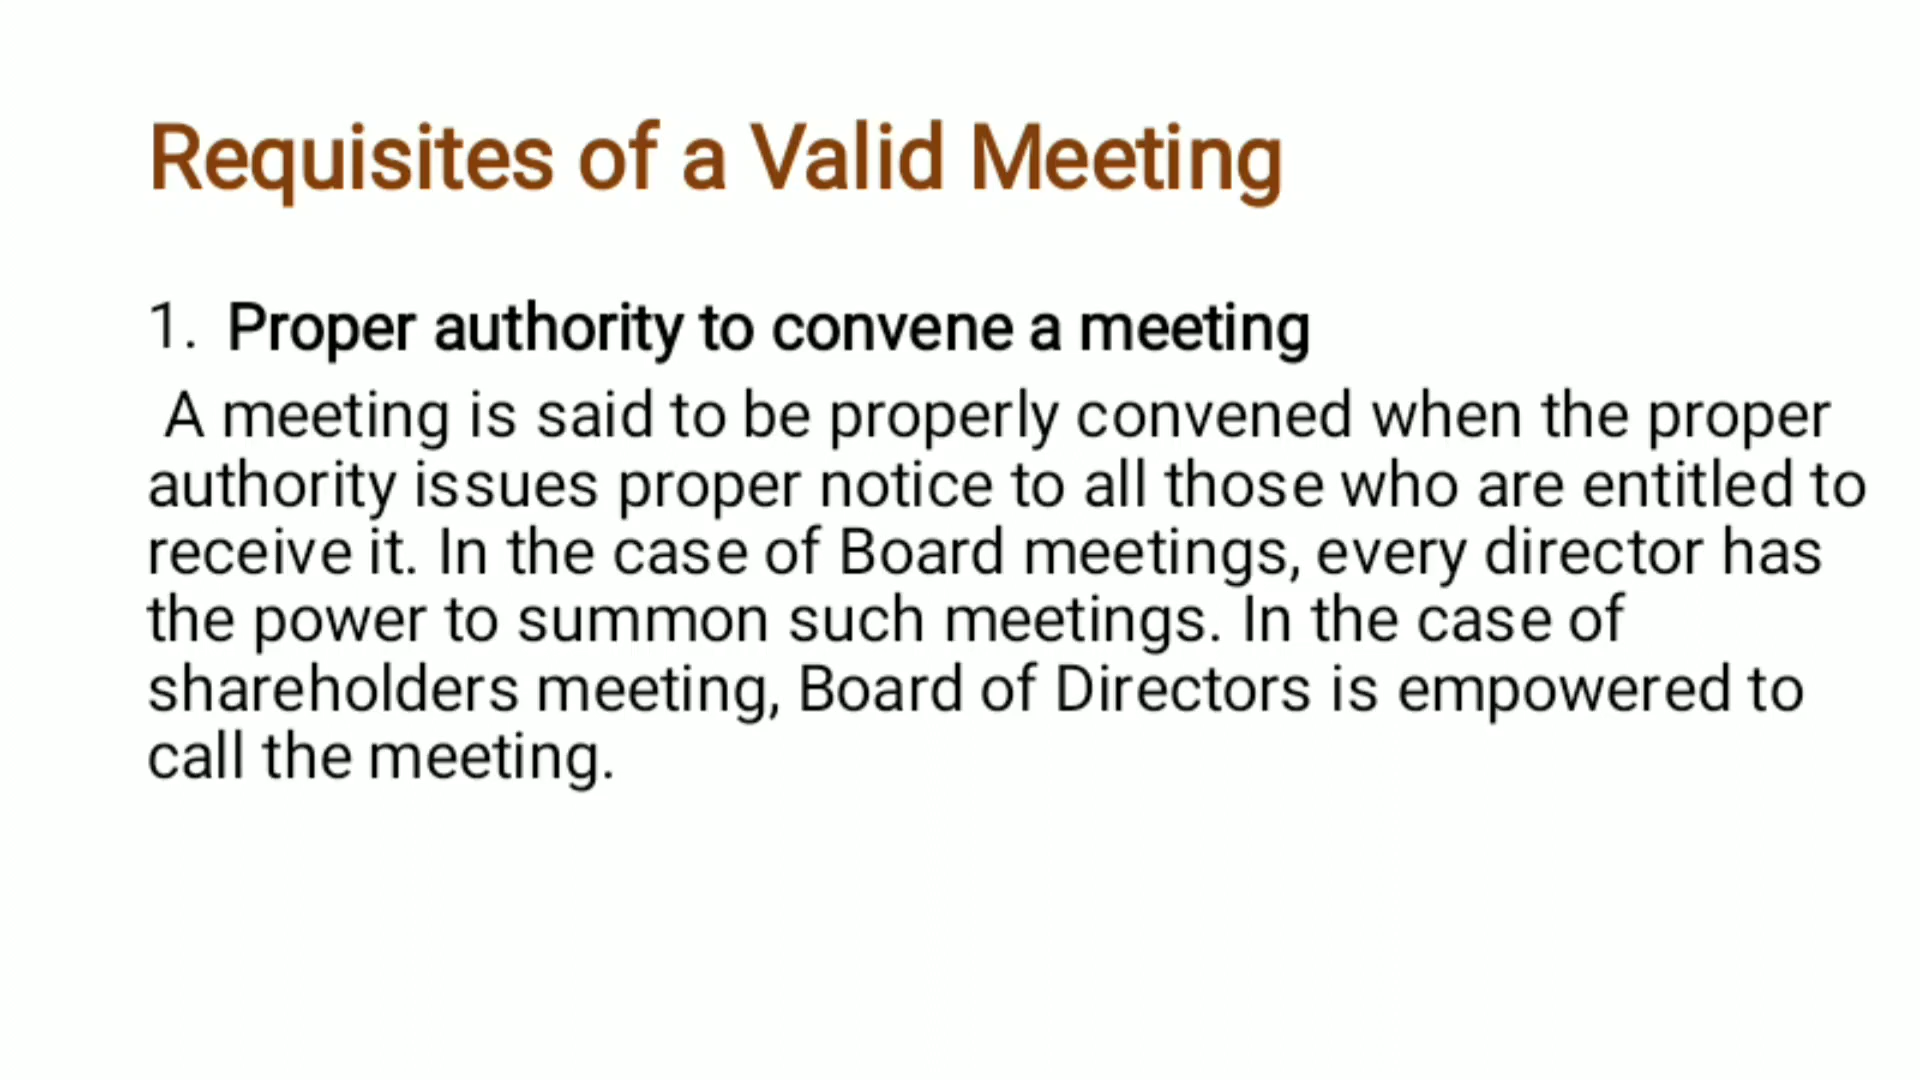 Requisites of a Valid Meeting
1. Proper authority to convene a meeting
A meeting is said to be properly convened when the proper
authority issues proper notice to all those who are entitled to
receive it. In the case of Board meetings, every director has
the power to summon such meetings. In the case of
shareholders meeting, Board of Directors is empowered to
call the meeting.